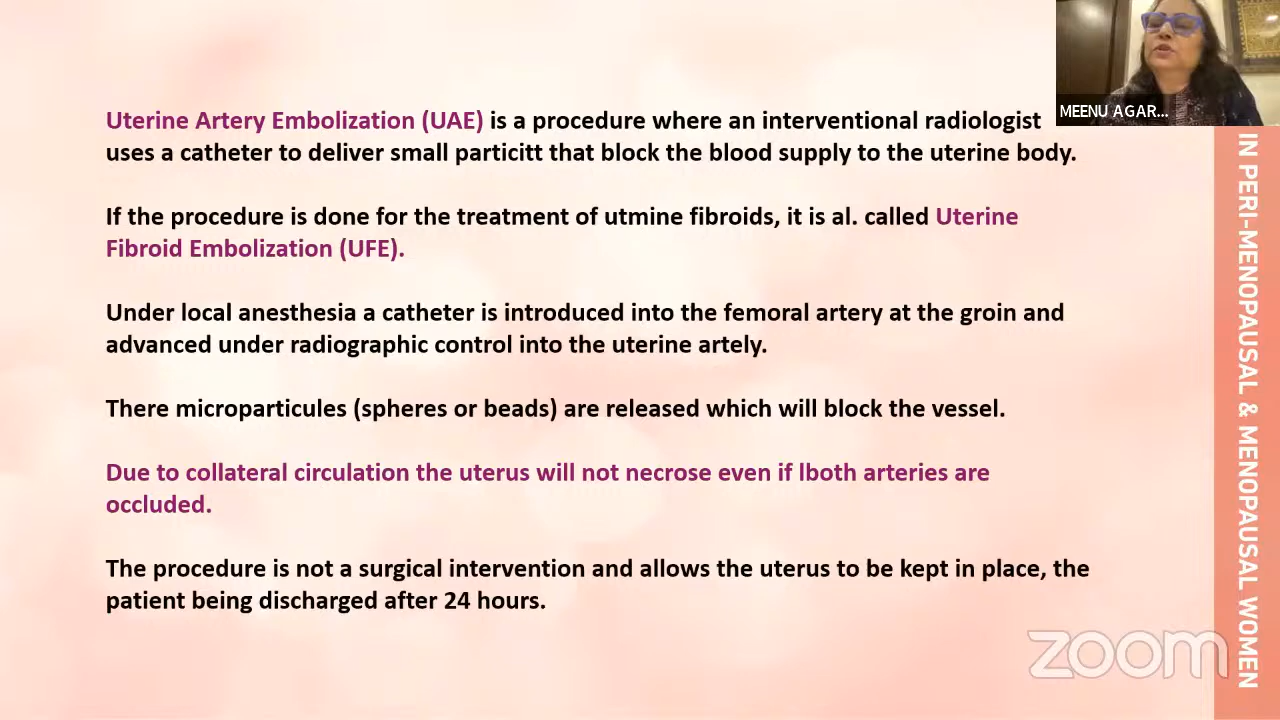 MEENU AGAR...
Uterine Artery Embolization (UAE) is a procedure where an interventional radiologist
uses a catheter to deliver small particitt that block the blood supply to the uterine body.
If the procedure is done for the treatment of utmine fibroids, it is al. called Uterine
Fibroid Embolization (UFE).
Under local anesthesia a catheter is introduced into the femoral artery at the groin and
advanced under radiographic control into the uterine artely.
There microparticules (spheres or beads) are released which will block the vessel.
Due to collateral circulation the uterus will not necrose even if lboth arteries are
occluded.
The procedure is not a surgical intervention and allows the uterus to be kept in place, the
patient being discharged after 24 hours.
IN PERI-MENOPAUSAL & MENOPAUSAL WOMEN
zoom